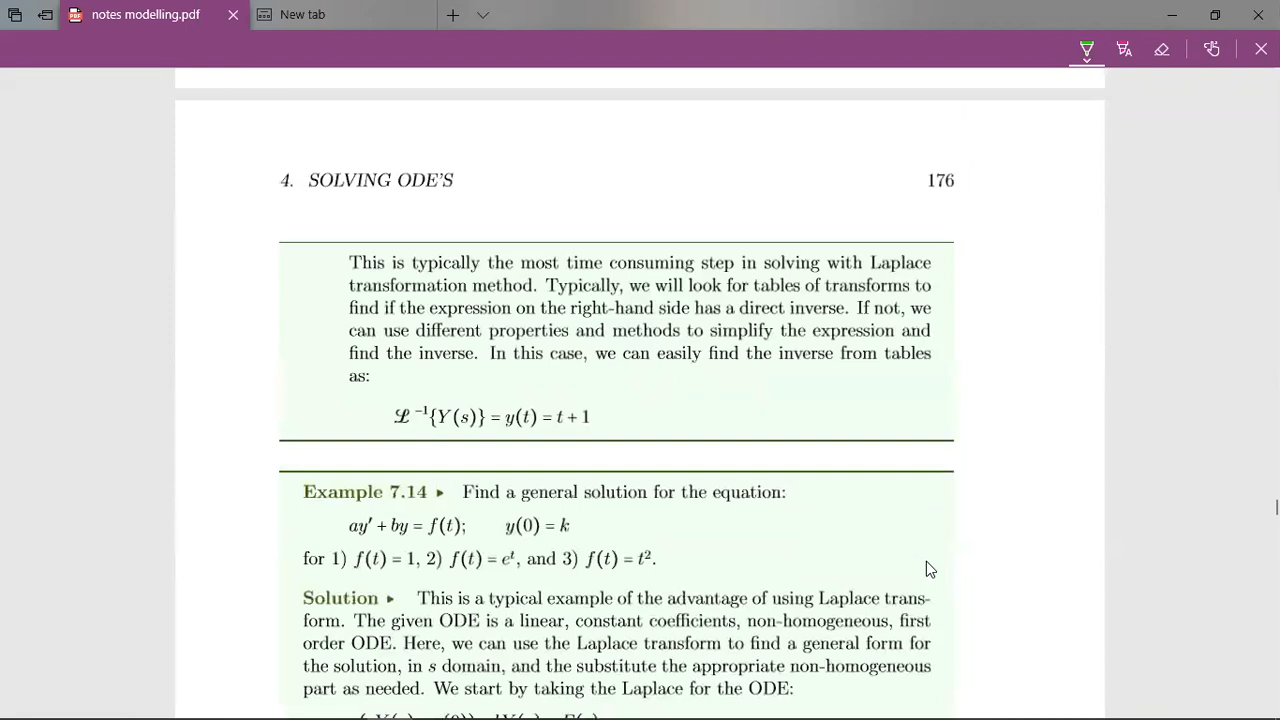 notes modelling.pdf
New tab
4. SOLVING ODE'S 176
This is typically the most time consuming step in solving with Laplace
transformation method. Typically, we will look for tables of transforms to
find if the expression on the right-hand side has a direct inverse. If not, we
can use different properties and methods to simplify the expression and
find the inverse. In this case, we can easily find the inverse from tables
as:
ℒ⁻¹{Y(s)} = y(t) = t + 1
Example 7.14 ▸ Find a general solution for the equation:
ay′ + by = f(t); y(0) = k
for 1) f(t) = 1, 2) f(t) = eᵗ, and 3) f(t) = t².
Solution ▸ This is a typical example of the advantage of using Laplace trans-
form. The given ODE is a linear, constant coefficients, non-homogeneous, first
order ODE. Here, we can use the Laplace transform to find a general form for
the solution, in s domain, and the substitute the appropriate non-homogeneous
part as needed. We start by taking the Laplace for the ODE: